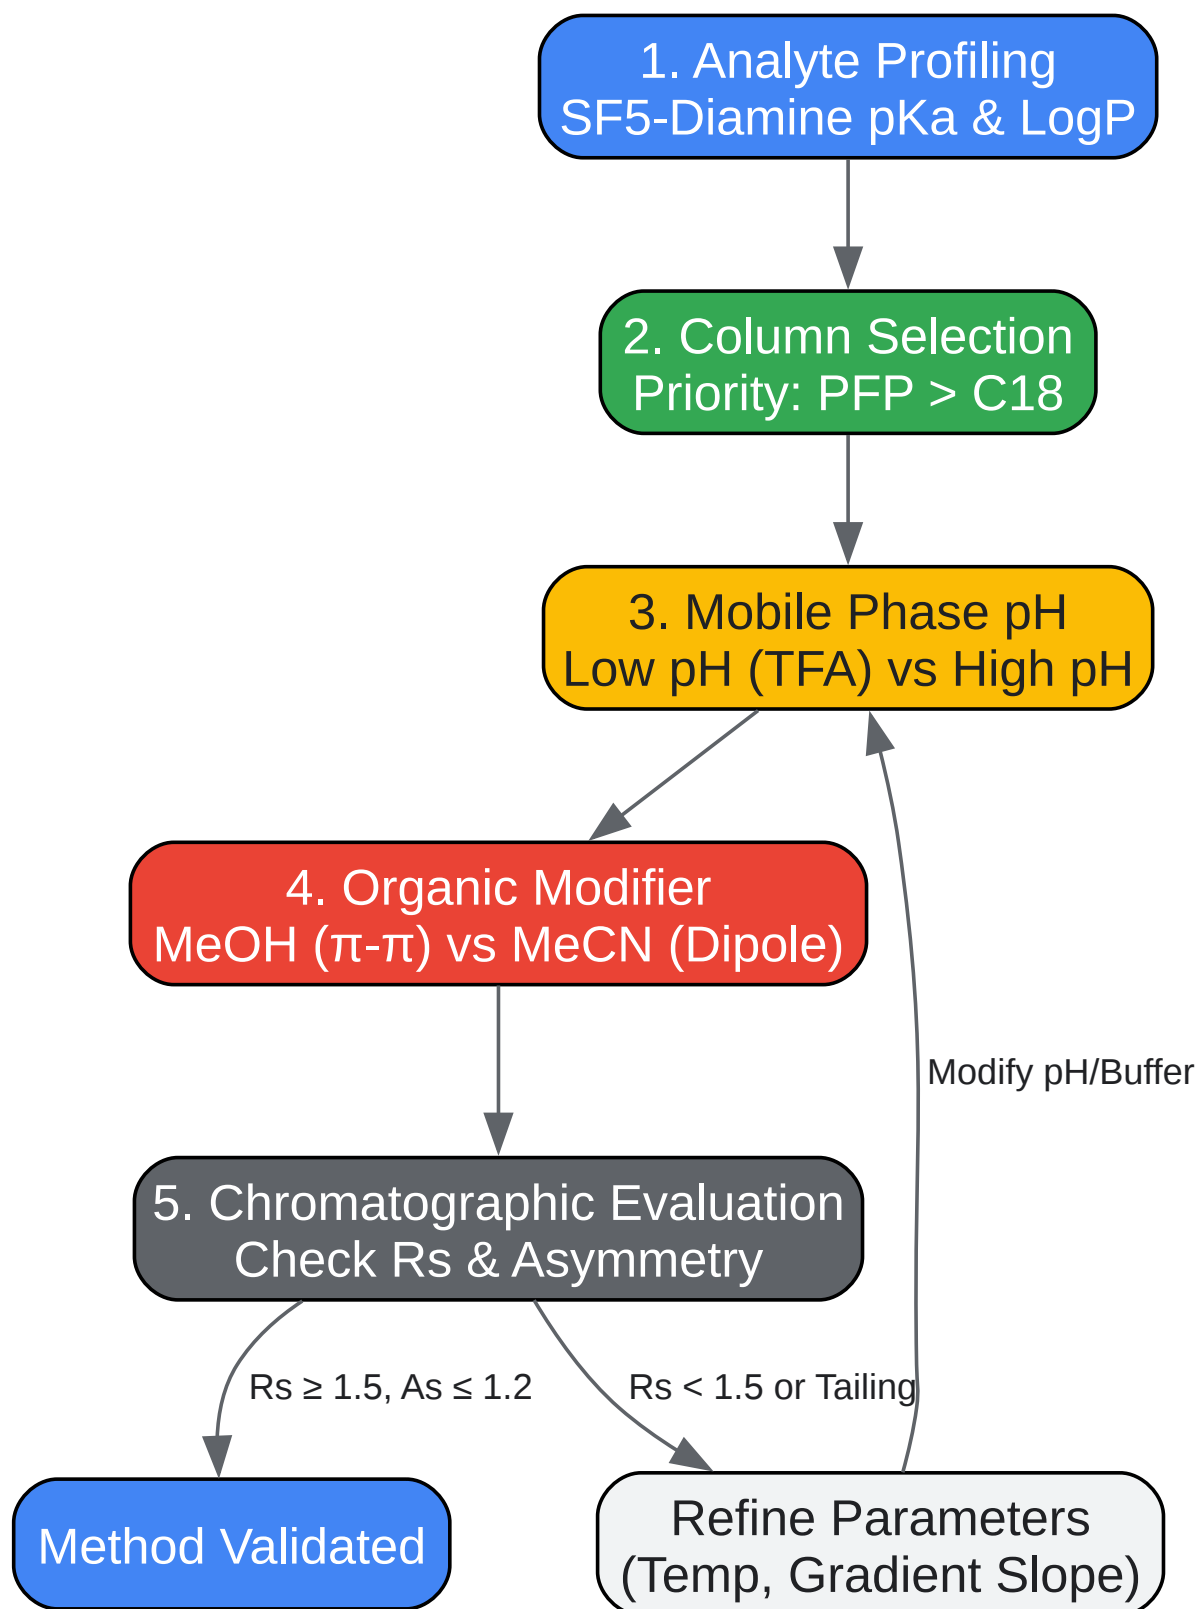 1. Analyte Profiling
SF5-Diamine pKa & LogP
2. Column Selection
Priority: PFP > C18
3. Mobile Phase pH
Low pH (TFA) vs High pH
4. Organic Modifier
MeOH (π-π) vs MeCN (Dipole)
Modify pH/Buffer
5. Chromatographic Evaluation
Check Rs & Asymmetry
Rs ≥ 1.5, As ≤ 1.2
Rs < 1.5 or Tailing
Method Validated
Refine Parameters
(Temp, Gradient Slope)